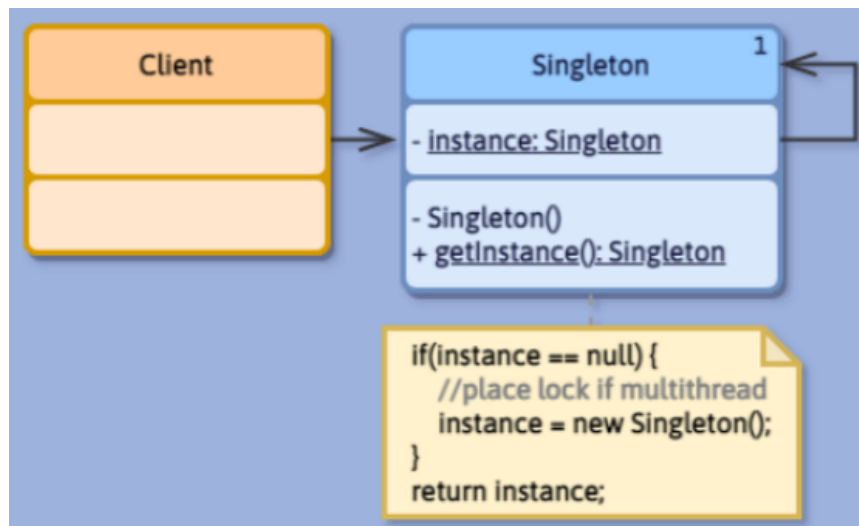 Client
Singleton
1
- instance: Singleton
- Singleton()
+ getInstance(): Singleton
if(instance == null) {
//place lock if multithread
instance = new Singleton();
}
return instance;